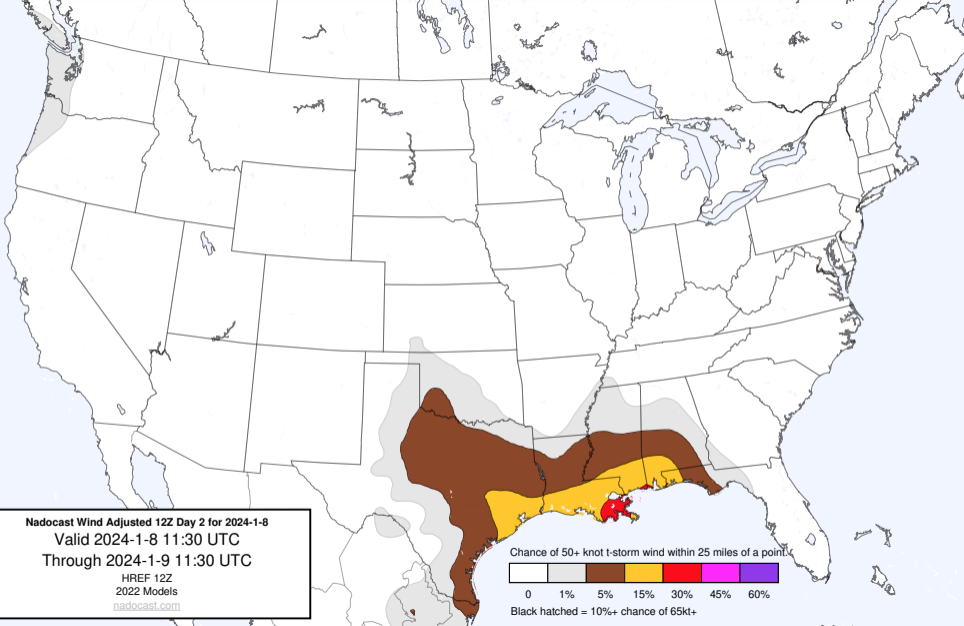 Nadocast Wind Adjusted 12Z Day 2 for 2024-1-8
Valid 2024-1-8 11:30 UTC
Through 2024-1-9 11:30 UTC
HREF 12Z
2022 Models
nadocast.com
Chance of 50+ knot t-storm wind within 25 miles of a point.
0 1% 5% 15% 30% 45% 60%
Black hatched = 10%+ chance of 65kt+